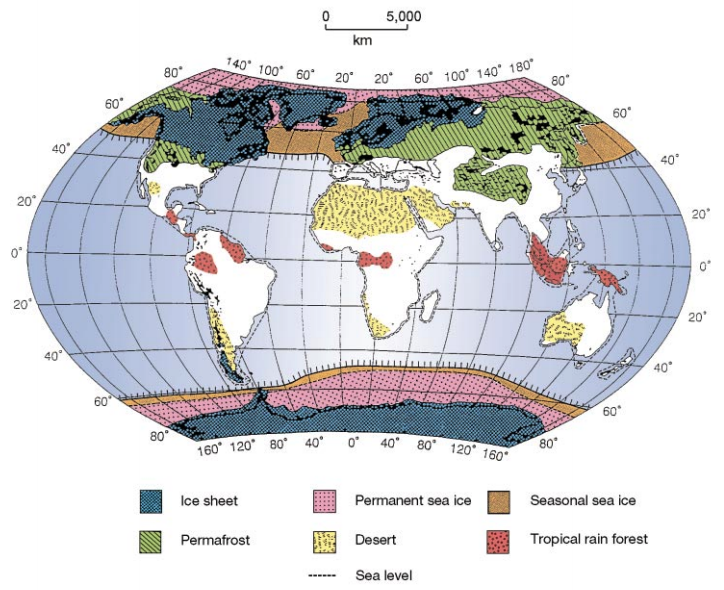 0 5,000
km
140° 100° 60° 20° 20° 60° 100° 140° 180°
80° 80°
60° 60°
40° 40°
20° 20°
0° 0°
20° 20°
40° 40°
60° 60°
80° 80°
160° 120° 80° 40° 0° 40° 80° 120° 160°
Ice sheet Permanent sea ice Seasonal sea ice
Permafrost Desert Tropical rain forest
Sea level